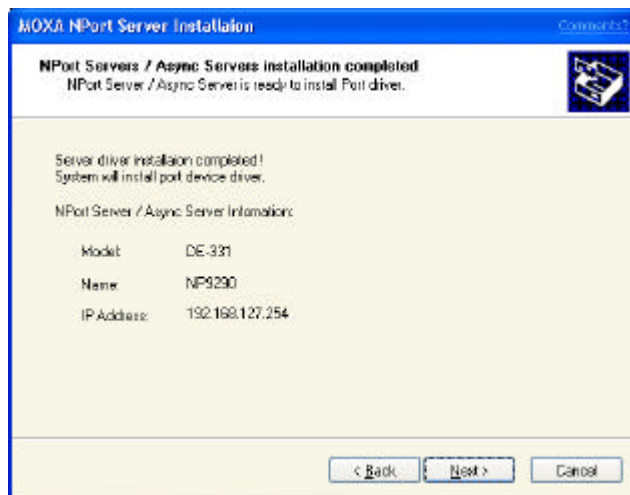 MOXA NPort Server Installaion
Comments?
NPort Servers / Async Servers installation completed
NPort Server / Async Server is ready to install Port driver.
Server driver installaion completed!
System will install port device driver.
NPort Server / Async Server Infomation:
Model: DE-331
Name: NP9290
IP Address: 192.168.127.254
< Back
Next >
Cancel